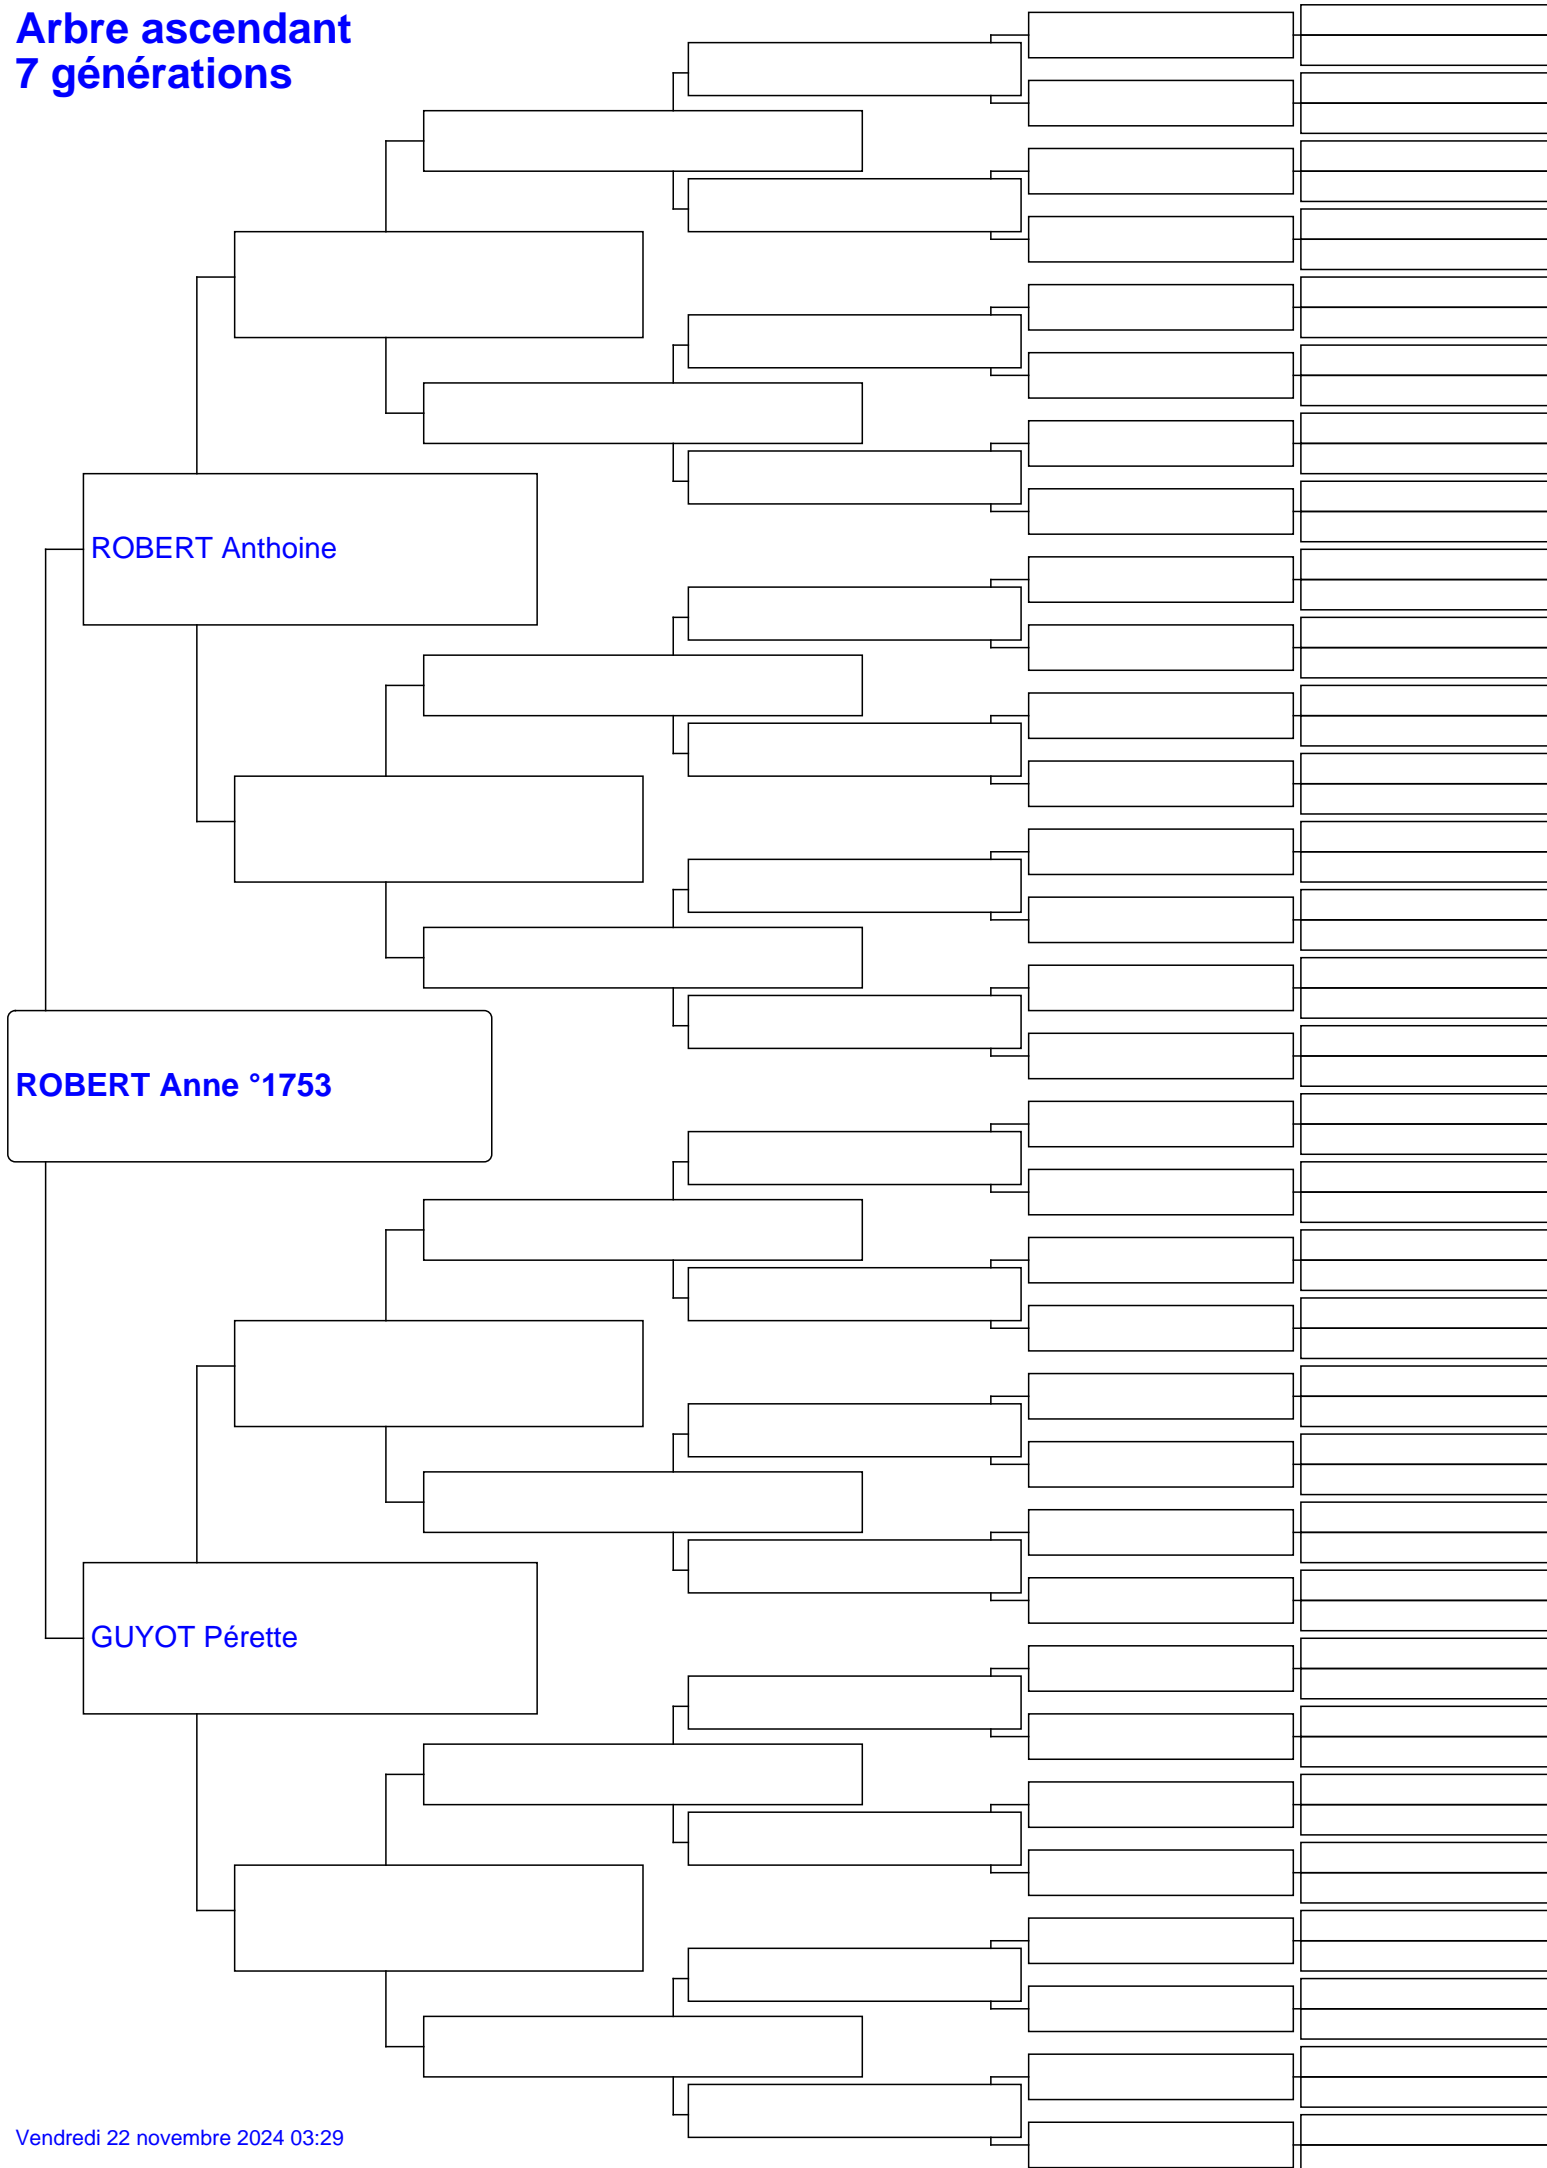 Arbre ascendant
7 générations
ROBERT Anthoine
ROBERT Anne °1753
GUYOT Pérette
Vendredi 22 novembre 2024 03:29